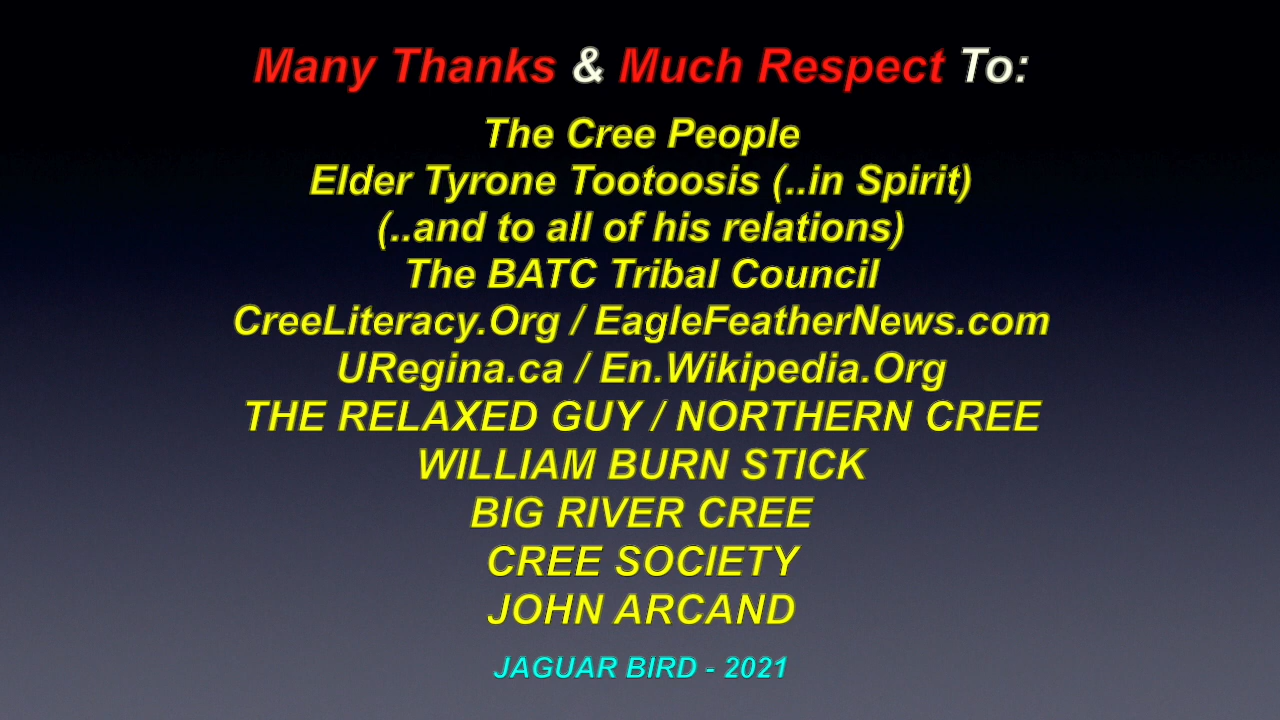 Many Thanks & Much Respect To:
The Cree People
Elder Tyrone Tootoosis (..in Spirit)
(..and to all of his relations)
The BATC Tribal Council
CreeLiteracy.Org / EagleFeatherNews.com
URegina.ca / En.Wikipedia.Org
THE RELAXED GUY / NORTHERN CREE
WILLIAM BURN STICK
BIG RIVER CREE
CREE SOCIETY
JOHN ARCAND
JAGUAR BIRD - 2021